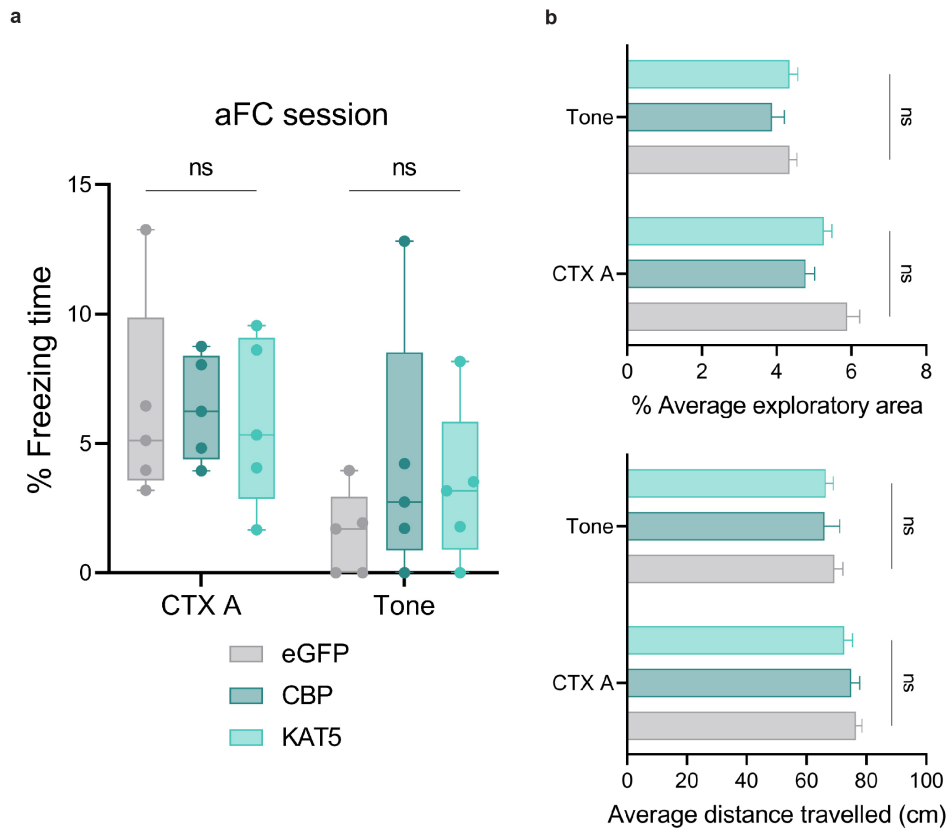 a
aFC session
ns
ns
% Freezing time
15
10
5
0
CTX A
Tone
eGFP
CBP
KAT5
b
Tone
ns
CTX A
ns
0
2
4
6
8
% Average exploratory area
Tone
ns
CTX A
ns
0
20
40
60
80
100
Average distance travelled (cm)